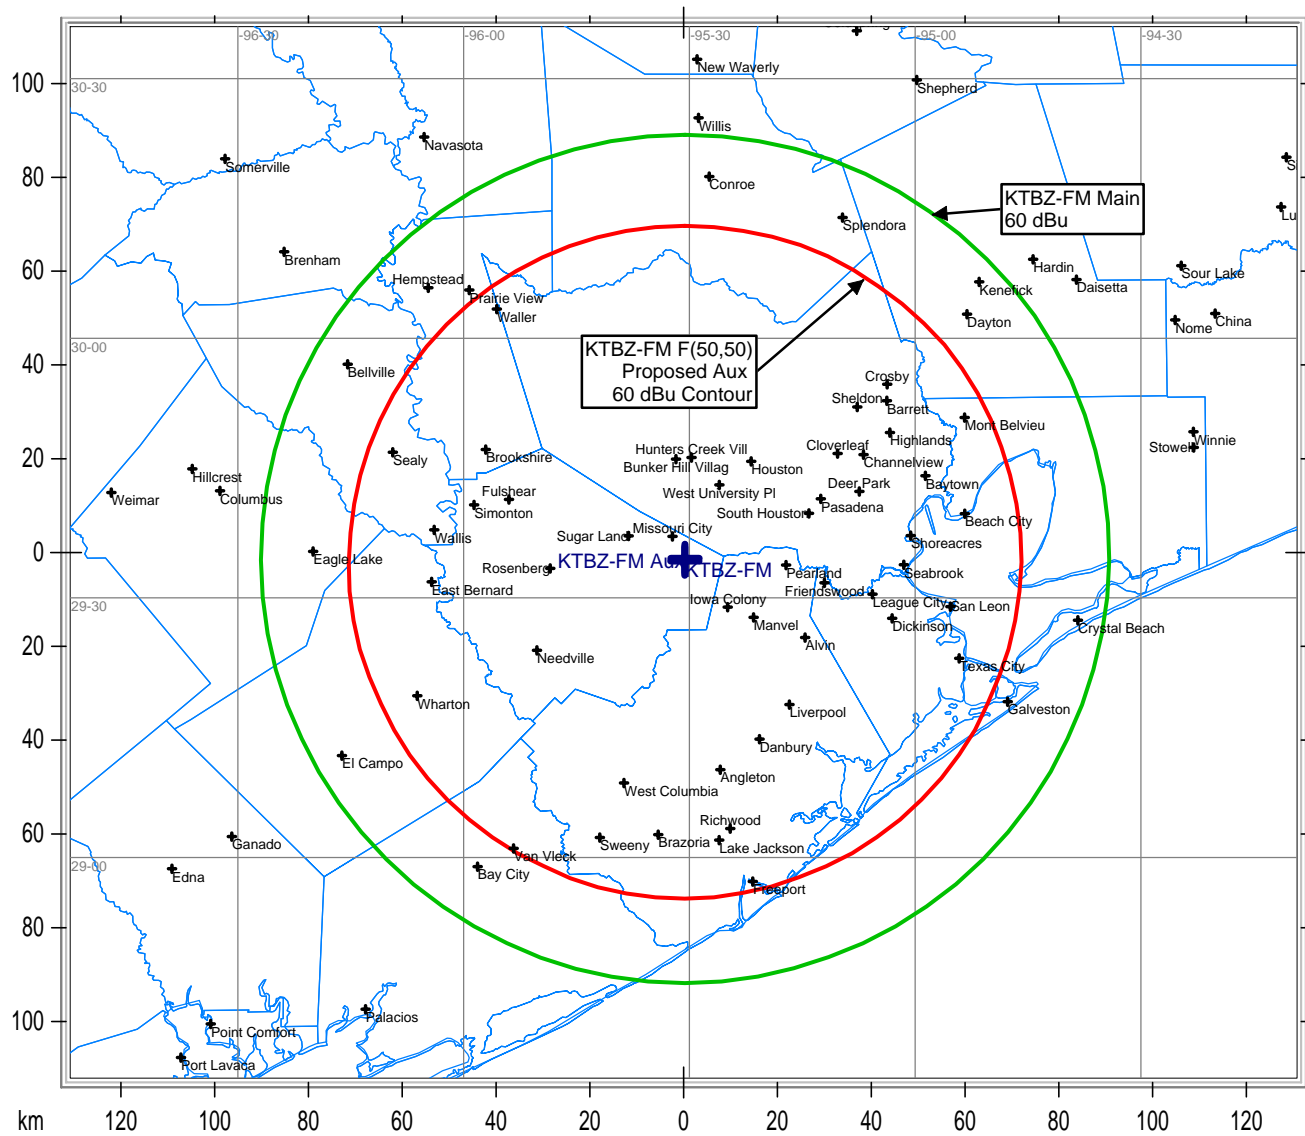 -96-30
-96-00
-95-30
-95-00
-94-30
30-30
New Waverly
Shepherd
100
Willis
Navasota
Somerville
80
Conroe
KTBZ-FM Main
60 dBu
Splendora
Lu
Brenham
60
Hempstead
Prairie View
Waller
Hardin
Kenefick
Daisetta
Sour Lake
Dayton
Nome
China
30-00
KTBZ-FM F(50,50)
Proposed Aux
60 dBu Contour
40
Bellville
Crosby
Sheldon
Barrett
Mont Belvieu
Highlands
Winnie
Stowell
20
Sealy
Brookshire
Hunters Creek Vill
Bunker Hill Villag
Houston
Cloverleaf
Channelview
Hillcrest
Columbus
Weimar
Fulshear
Simonton
West University Pl
Deer Park
Baytown
Pasadena
South Houston
Beach City
Wallis
Sugar Land
Missouri City
Shoreacres
0
Eagle Lake
Rosenberg
KTBZ-FM Aux
KTBZ-FM
Pearland
Seabrook
East Bernard
Friendswood
29-30
Iowa Colony
League City
San Leon
Manvel
Dickinson
Crystal Beach
Alvin
20
Needville
Texas City
Wharton
Liverpool
Galveston
40
El Campo
Danbury
Angleton
West Columbia
60
Ganado
Richwood
Sweeny
Brazoria
Lake Jackson
Van Vleck
29-00
Edna
Bay City
Freeport
80
100
Palacios
Point Comfort
Port Lavaca
km
120
100
80
60
40
20
0
20
40
60
80
100
120